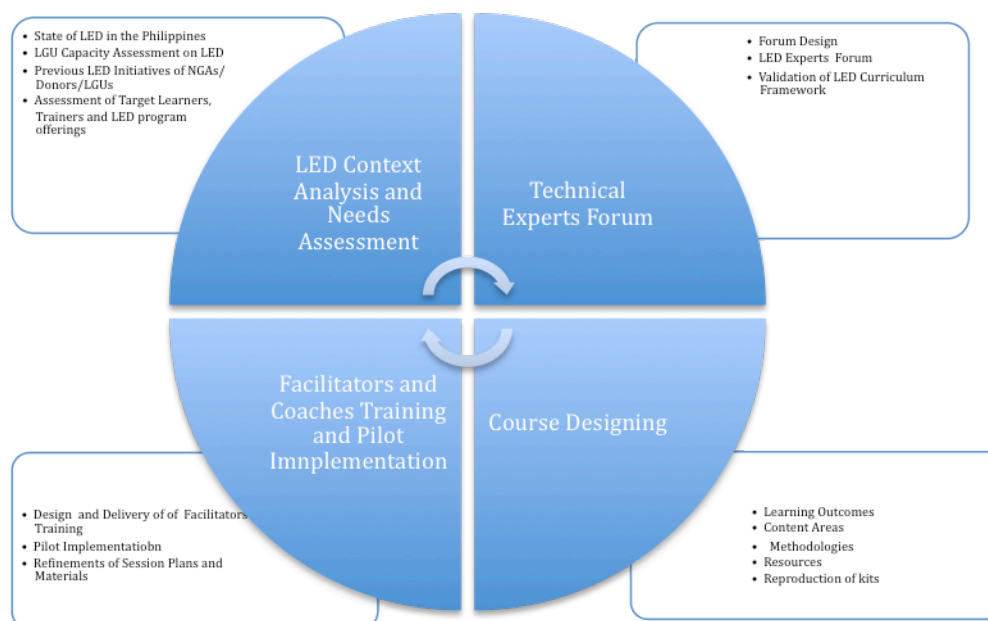 • State of LED in the Philippines
• LGU Capacity Assessment on LED
• Previous LED Initiatives of NGAs/
Donors/LGUs
• Assessment of Target Learners,
Trainers and LED program
offerings
LED Context
Analysis and
Needs
Assessment
• Forum Design
• LED Experts Forum
• Validation of LED Curriculum
Framework
Technical
Experts Forum
Facilitators and
Coaches Training
and Pilot
Imnplementation
• Design and Delivery of of Facilitators
Training
• Pilot Implementatiobn
• Refinements of Session Plans and
Materials
Course Designing
• Learning Outcomes
• Content Areas
• Methodologies
• Resources
• Reproduction of kits